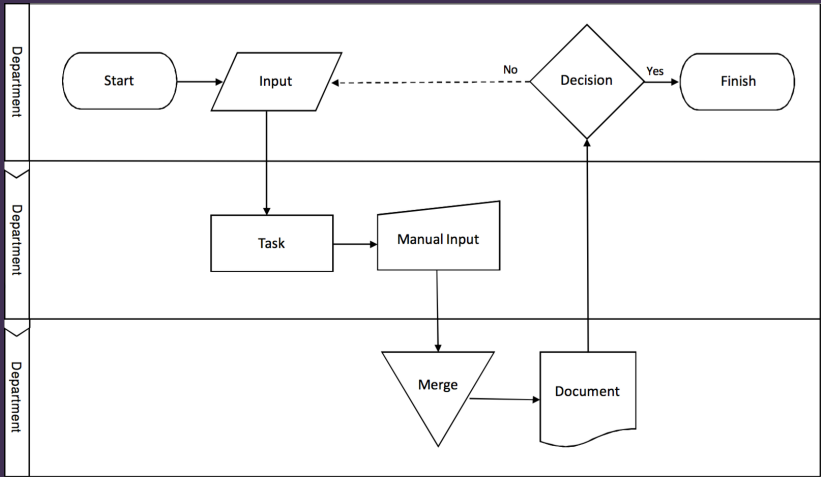 Department
Start
Input
No
Decision
Yes
Finish
Department
Task
Manual Input
Department
Merge
Document